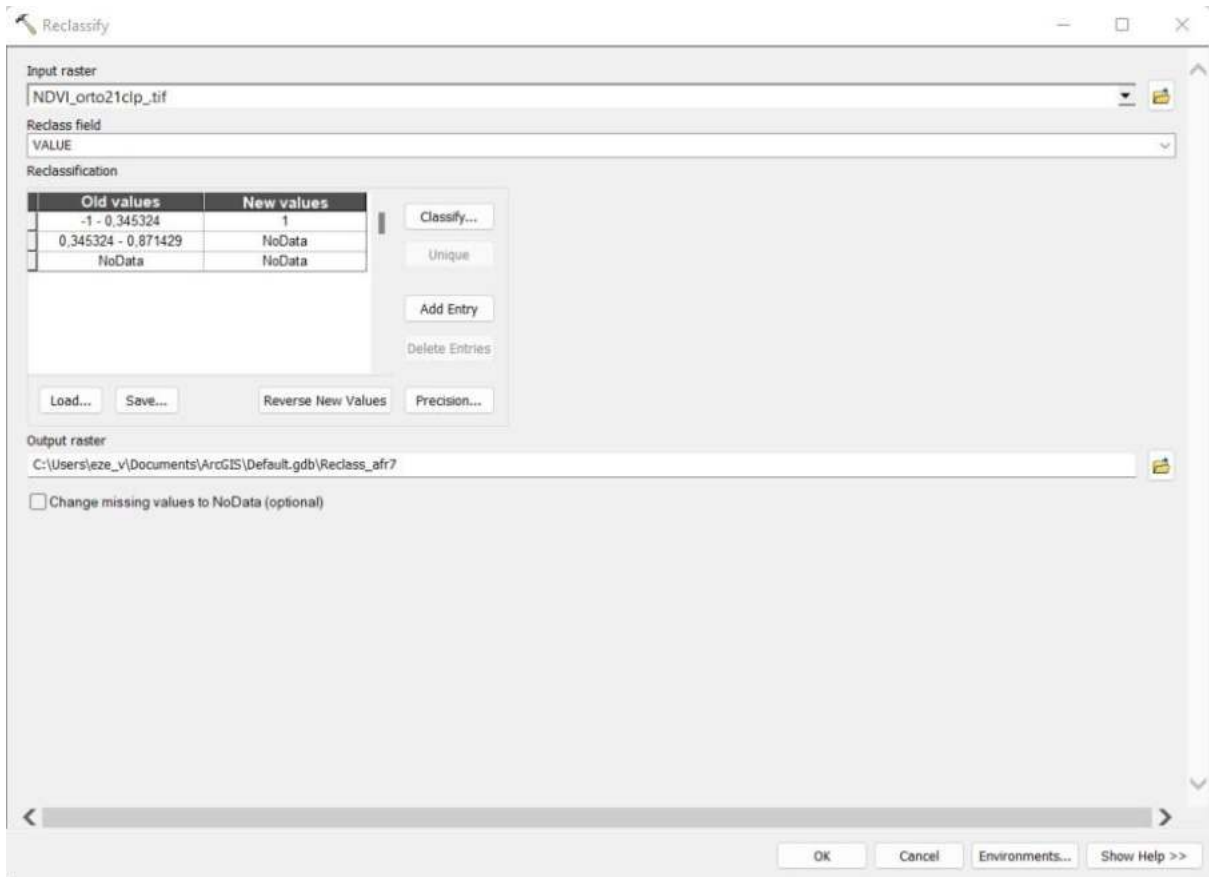 Reclassify
Input raster
NDVI_orto21clp_.tif
Reclass field
VALUE
Reclassification
Old values New values
-1 - 0,345324 1
0,345324 - 0,871429 NoData
NoData NoData
Classify...
Unique
Add Entry
Delete Entries
Load... Save... Reverse New Values Precision...
Output raster
C:\Users\eze_v\Documents\ArcGIS\Default.gdb\Reclass_afr7
Change missing values to NoData (optional)
OK Cancel Environments... Show Help >>